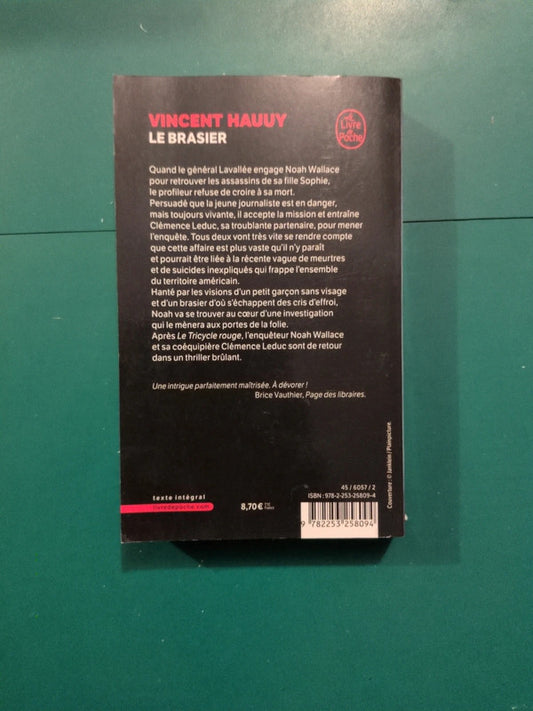 VINCENT HAUUY
LE BRASIER
Le Livre de Poche
Quand le général Lavallée engage Noah Wallace
pour retrouver les assassins de sa fille Sophie,
le profileur refuse de croire à sa mort.
Persuadé que la jeune journaliste est en danger,
mais toujours vivante, il accepte la mission et entraîne
Clémence Leduc, sa troublante partenaire, pour mener
l'enquête. Tous deux vont très vite se rendre compte
que cette affaire est plus vaste qu'il n'y paraît
et pourrait être liée à la récente vague de meurtres
et de suicides inexpliqués qui frappe l'ensemble
du territoire américain.
Hanté par les visions d'un petit garçon sans visage
et d'un brasier d'où s'échappent des cris d'effroi,
Noah va se trouver au cœur d'une investigation
qui le mènera aux portes de la folie.
Après Le Tricycle rouge, l'enquêteur Noah Wallace
et sa coéquipière Clémence Leduc sont de retour
dans un thriller brûlant.
Une intrigue parfaitement maîtrisée. À dévorer !
Brice Vauthier, Page des libraires.
Couverture : © Janklein / Plainpicture.
texte intégral
livredepoche.com
8,70 € TTC FRANCE
45 / 6057 / 2
ISBN : 978-2-253-25809-4
9 782253 258094